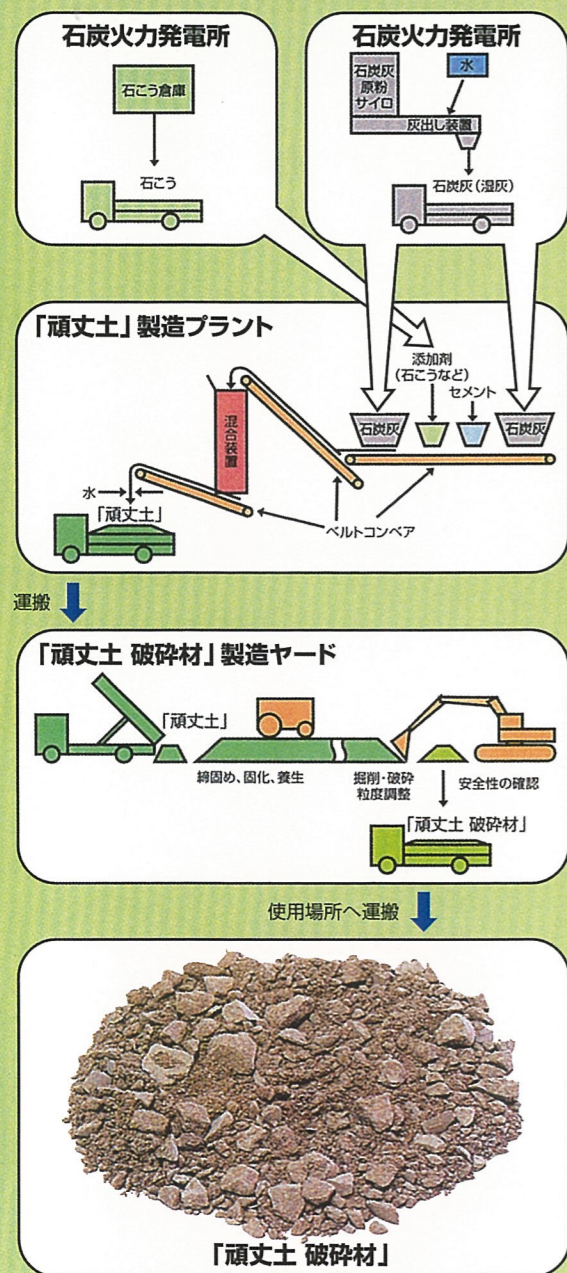 石炭火力発電所
石こう倉庫
石こう
石炭火力発電所
石炭灰
原粉
サイロ
水
灰出し装置
石炭灰(湿灰)
「頑丈土」製造プラント
添加剤
(石こうなど)
セメント
石炭灰
石炭灰
混合装置
水
「頑丈土」
ベルトコンベア
運搬
「頑丈土 破砕材」製造ヤード
「頑丈土」
締固め、固化、養生
掘削・破砕
粒度調整
安全性の確認
「頑丈土 破砕材」
使用場所へ運搬
「頑丈土 破砕材」